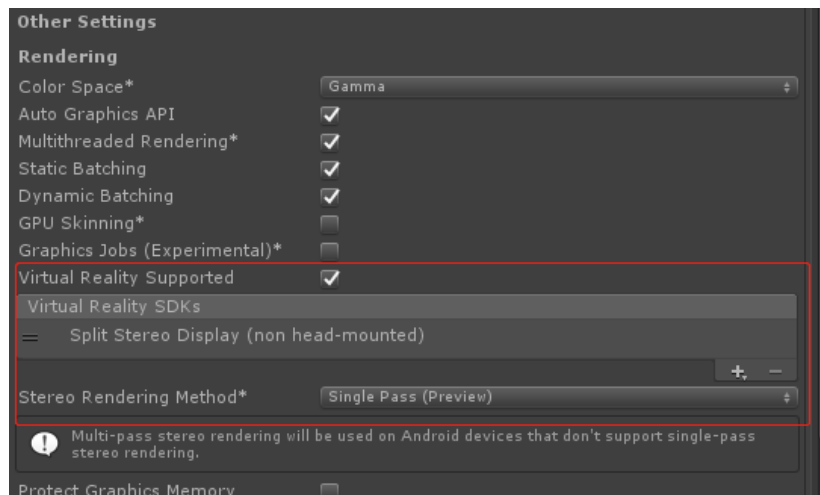 Other Settings
Rendering
Color Space* Gamma
Auto Graphics API
Multithreaded Rendering*
Static Batching
Dynamic Batching
GPU Skinning*
Graphics Jobs (Experimental)*
Virtual Reality Supported
Virtual Reality SDKs
Split Stereo Display (non head-mounted)
Stereo Rendering Method* Single Pass (Preview)
Multi-pass stereo rendering will be used on Android devices that don't support single-pass
stereo rendering.
Protect Graphics Memory